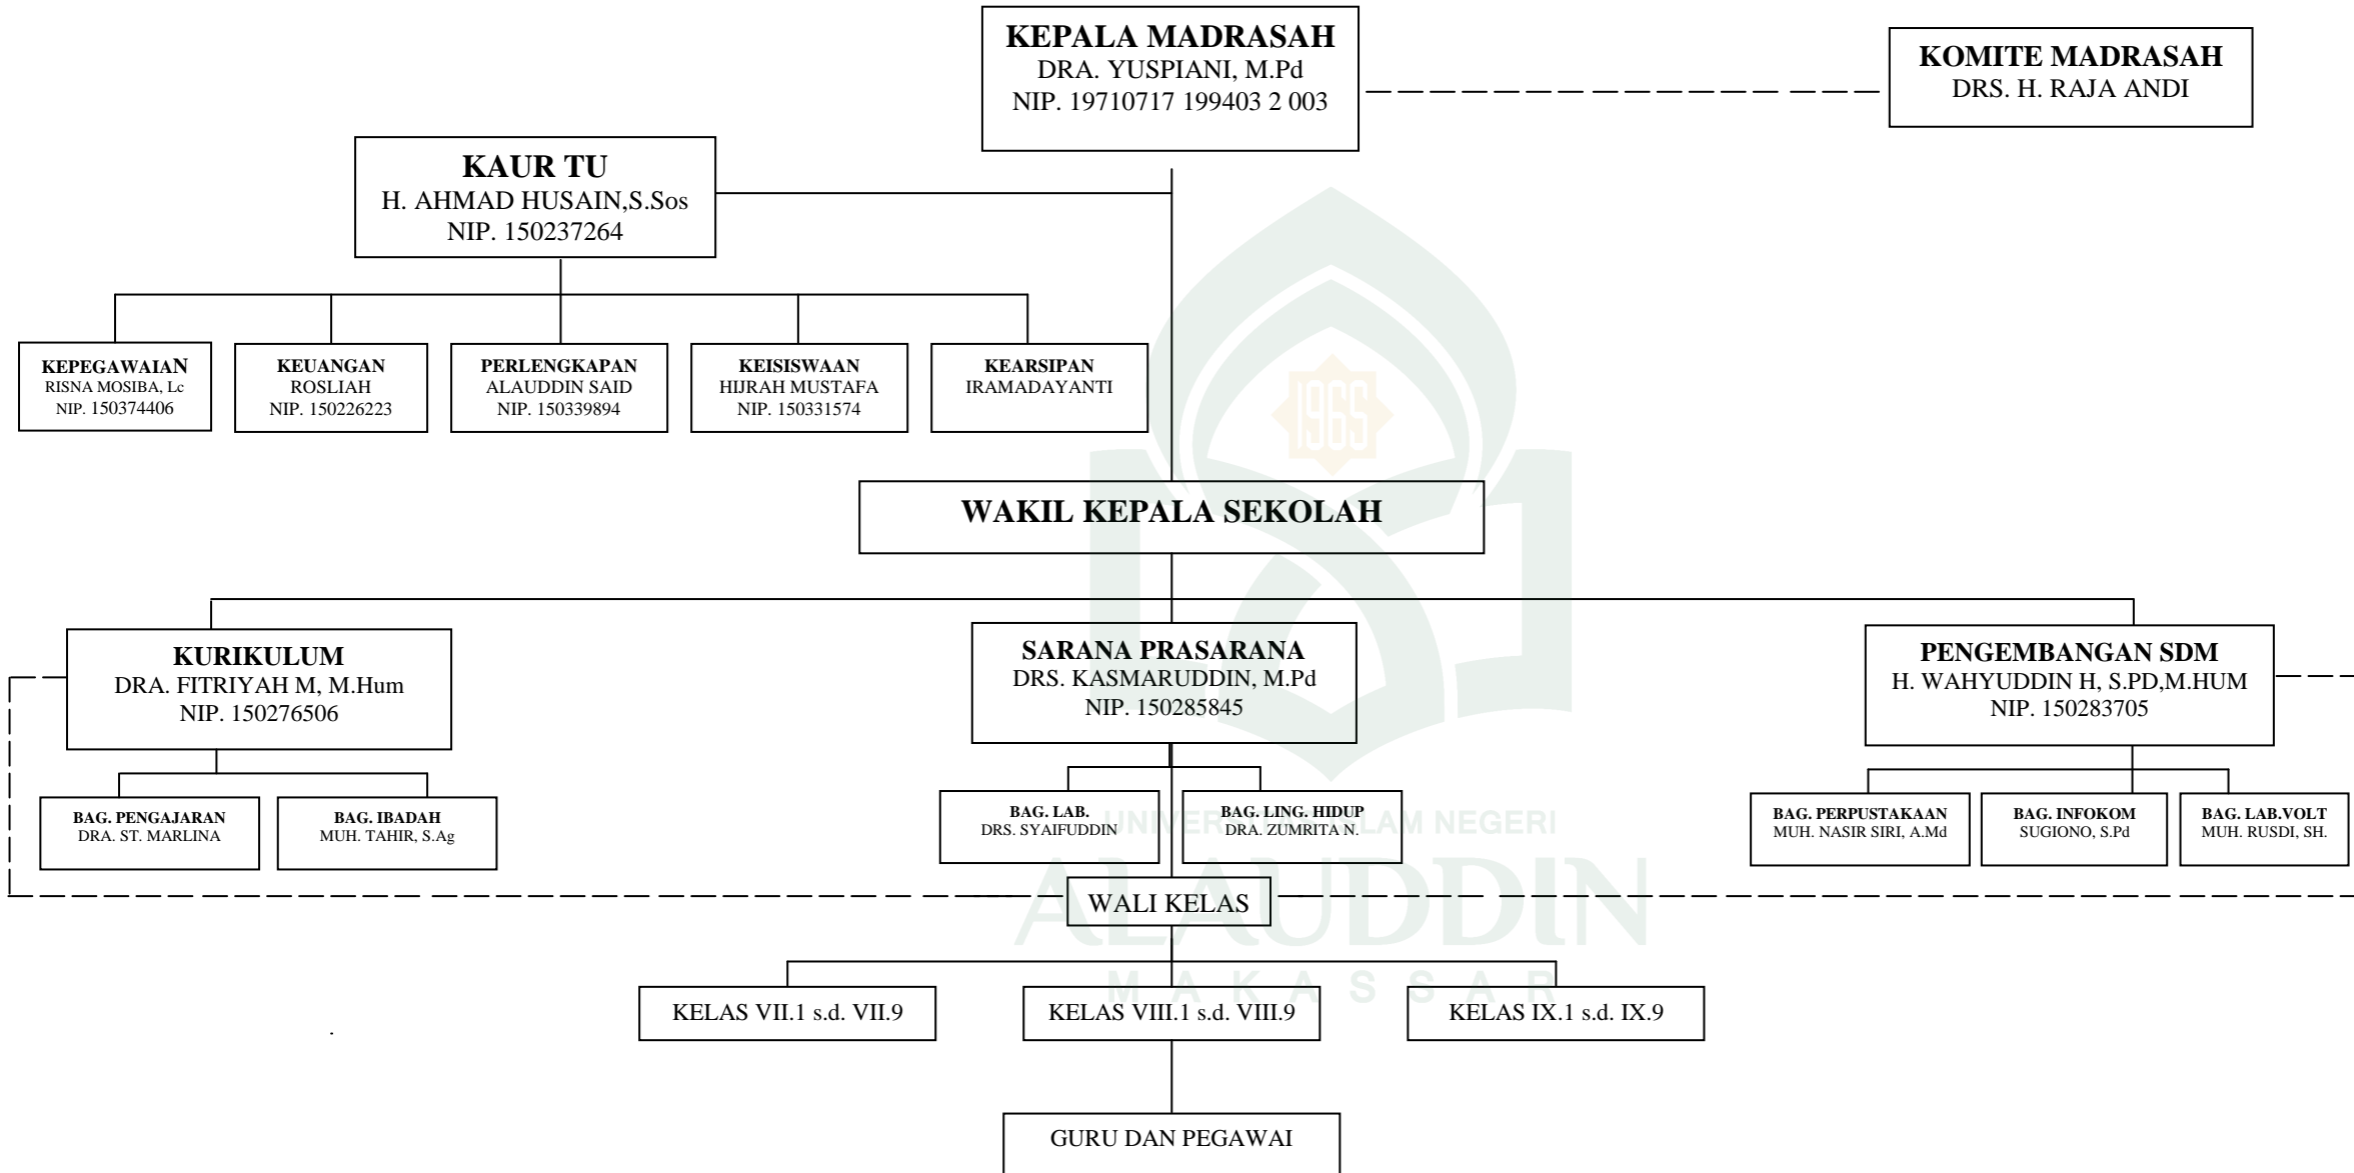 KEPALA MADRASAH
DRA. YUSPIANI, M.Pd
NIP. 19710717 199403 2 003
KOMITE MADRASAH
DRS. H. RAJA ANDI
KAUR TU
H. AHMAD HUSAIN,S.Sos
NIP. 150237264
KEPEGAWAIAN
RISNA MOSIBA, Lc
NIP. 150374406
KEUANGAN
ROSLIAH
NIP. 150226223
PERLENGKAPAN
ALAUDDIN SAID
NIP. 150339894
KEISISWAAN
HIJRAH MUSTAFA
NIP. 150331574
KEARSIPAN
IRAMADAYANTI
1965
WAKIL KEPALA SEKOLAH
KURIKULUM
DRA. FITRIYAH M, M.Hum
NIP. 150276506
SARANA PRASARANA
DRS. KASMARUDDIN, M.Pd
NIP. 150285845
PENGEMBANGAN SDM
H. WAHYUDDIN H, S.PD,M.HUM
NIP. 150283705
BAG. PENGAJARAN
DRA. ST. MARLINA
BAG. IBADAH
MUH. TAHIR, S.Ag
BAG. LAB.
DRS. SYAIFUDDIN
BAG. LING. HIDUP
DRA. ZUMRITA N.
BAG. PERPUSTAKAAN
MUH. NASIR SIRI, A.Md
BAG. INFOKOM
SUGIONO, S.Pd
BAG. LAB.VOLT
MUH. RUSDI, SH.
UNIVERSITAS ISLAM NEGERI
ALAUDDIN
MAKASSAR
WALI KELAS
KELAS VII.1 s.d. VII.9
KELAS VIII.1 s.d. VIII.9
KELAS IX.1 s.d. IX.9
.
GURU DAN PEGAWAI